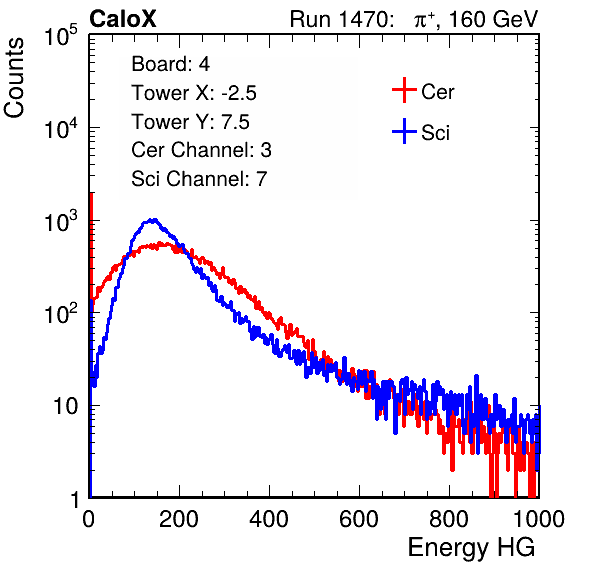 CaloX Run 1470: π⁺, 160 GeV
Counts
10⁵
10⁴
10³
10²
10
1
Board: 4
Tower X: -2.5
Tower Y: 7.5
Cer Channel: 3
Sci Channel: 7
Cer
Sci
0 200 400 600 800 1000
Energy HG